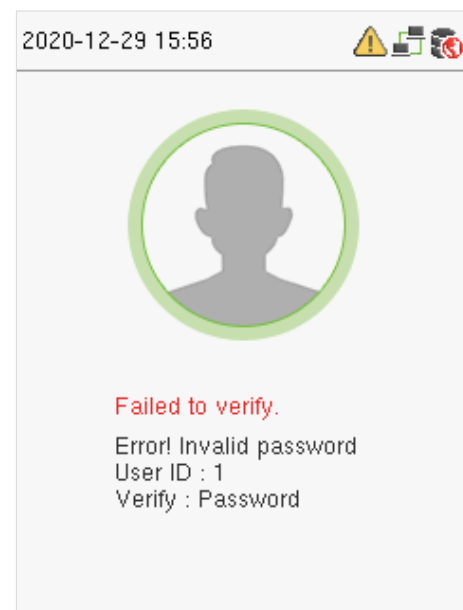 2020-12-29 15:56
Failed to verify.
Error! Invalid password
User ID : 1
Verify : Password